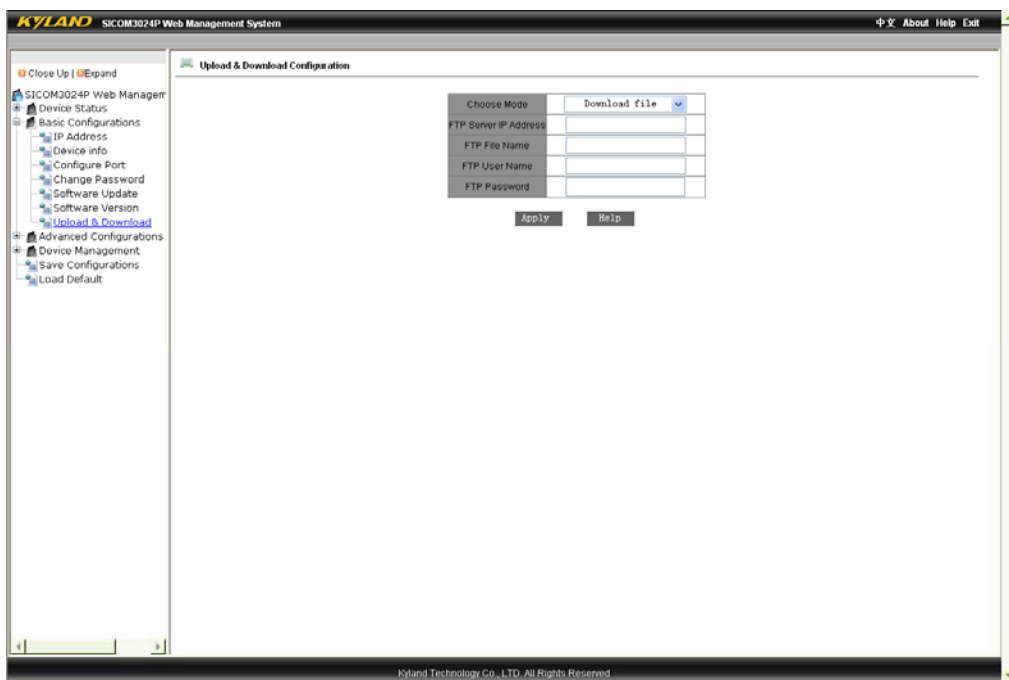 KYLAND SICOM3024P Web Management System
中文 About Help Exit
Close Up | Expand
SICOM3024P Web Managem
Device Status
Basic Configurations
IP Address
Device info
Configure Port
Change Password
Software Update
Software Version
Upload & Download
Advanced Configurations
Device Management
Save Configurations
Load Default
Upload & Download Configuration
Choose Mode Download file
FTP Server IP Address
FTP File Name
FTP User Name
FTP Password
Apply Help
Kyland Technology Co., LTD. All Rights Reserved